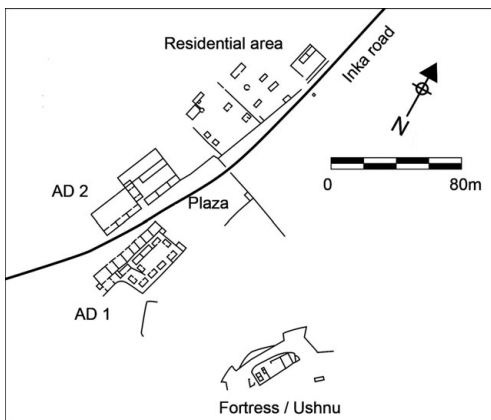 Residential area
Inka road
N
0
80m
AD 2
Plaza
AD 1
Fortress / Ushnu